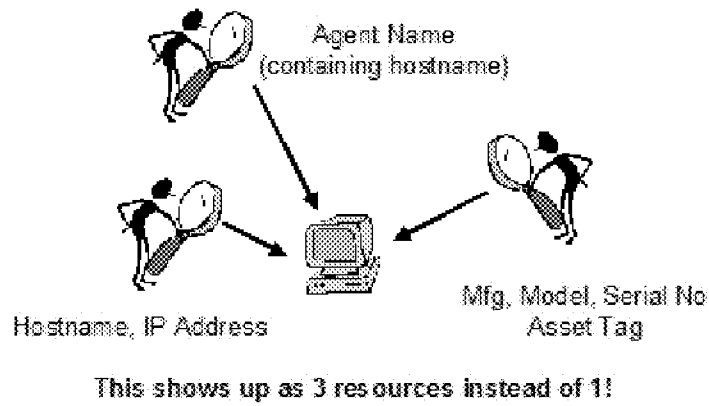 Agent Name
(containing hostname)
Hostname, IP Address
Mfg, Model, Serial No
Asset Tag
This shows up as 3 resources instead of 1!